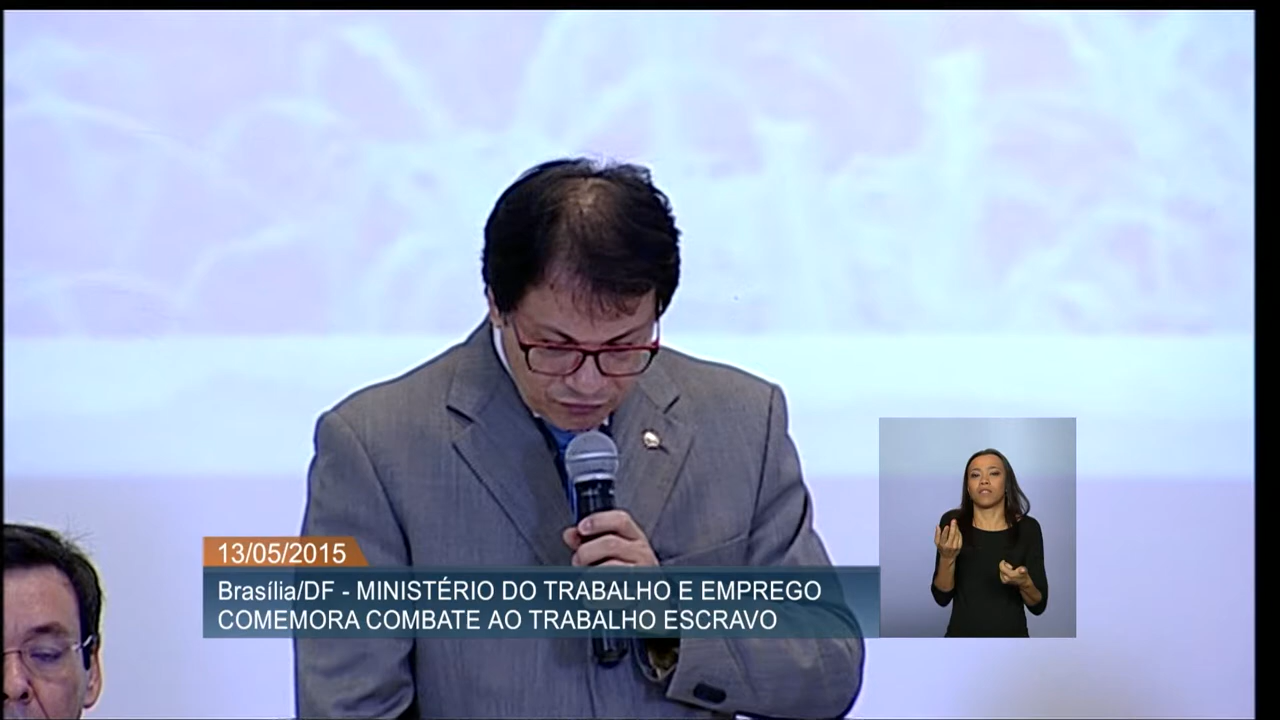 13/05/2015
Brasília/DF - MINISTÉRIO DO TRABALHO E EMPREGO
COMEMORA COMBATE AO TRABALHO ESCRAVO